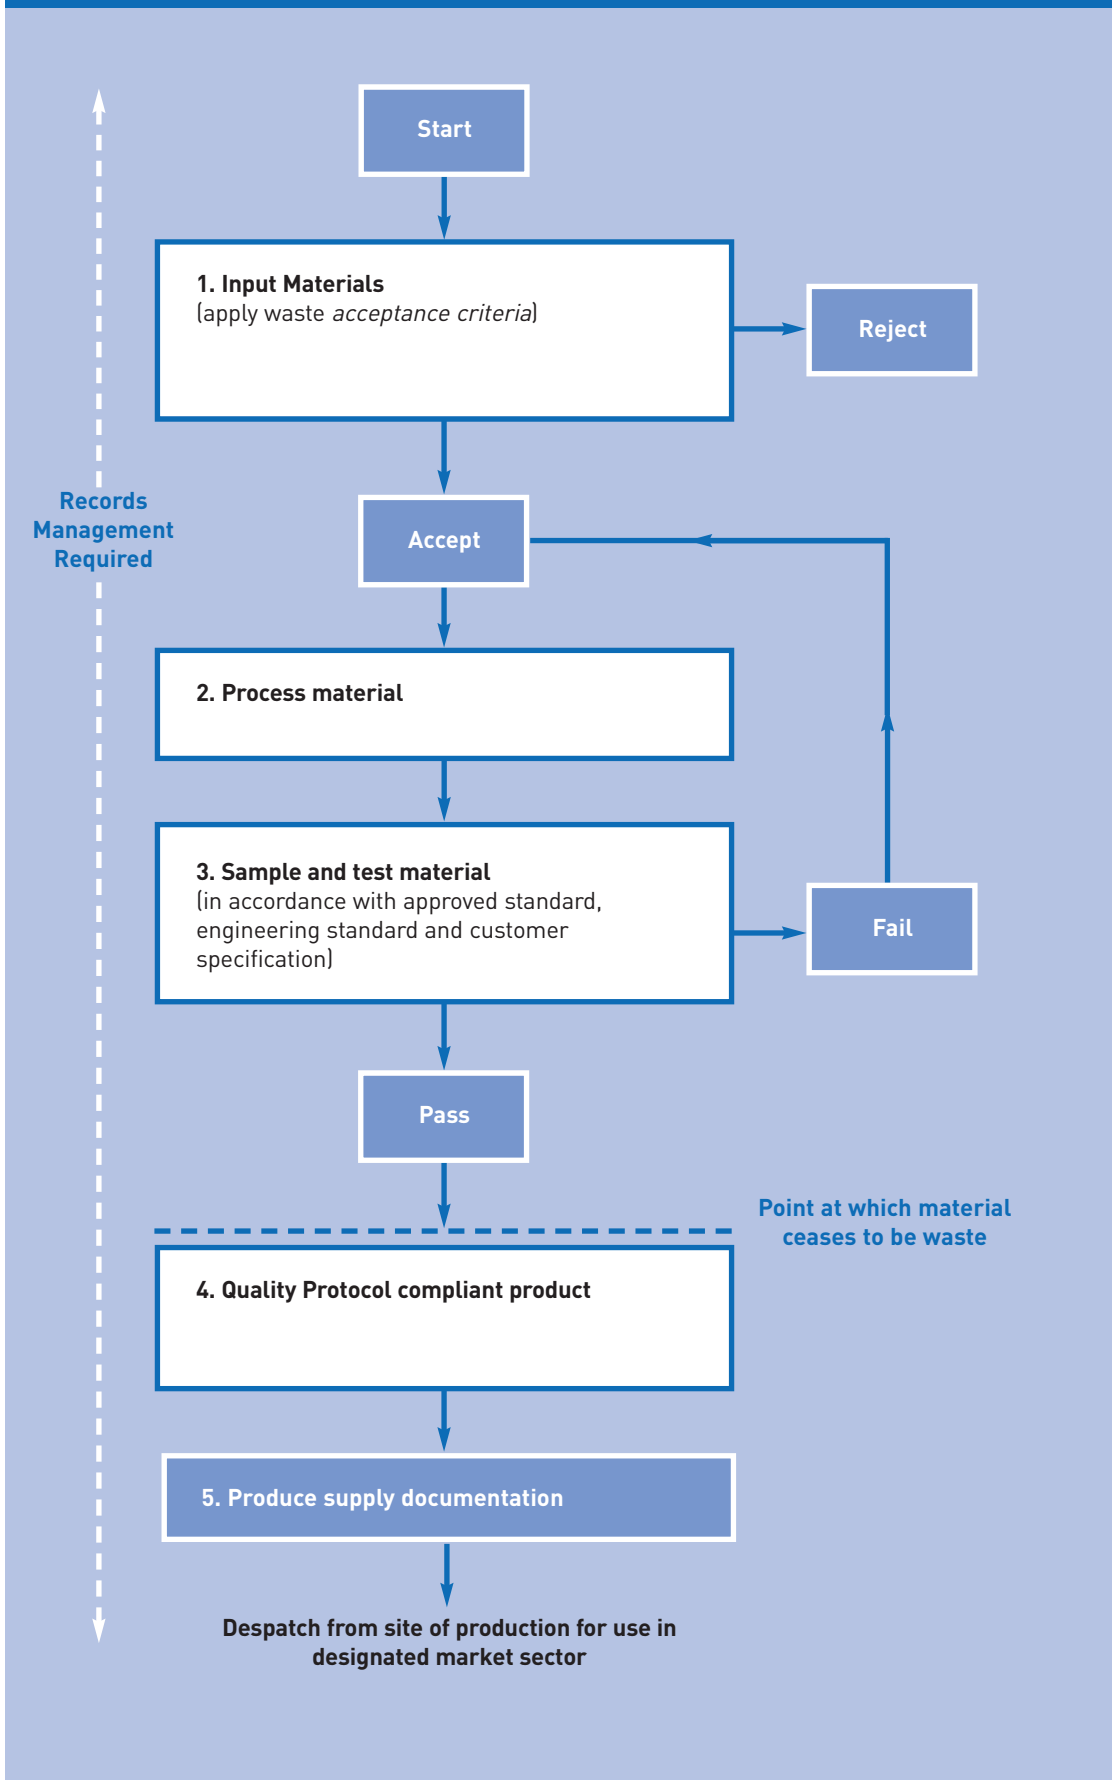 Start
1. Input Materials
(apply waste acceptance criteria)
Reject
Records
Management
Required
Accept
2. Process material
3. Sample and test material
(in accordance with approved standard,
engineering standard and customer
specification)
Fail
Pass
Point at which material
ceases to be waste
4. Quality Protocol compliant product
5. Produce supply documentation
Despatch from site of production for use in
designated market sector